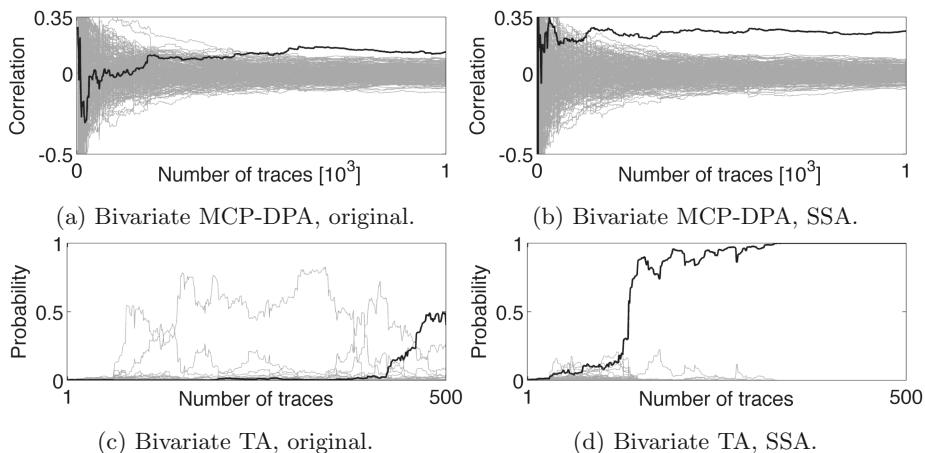 0.35
Correlation
0
-0.5
0
1
Number of traces [10³]
(a) Bivariate MCP-DPA, original.
0.35
Correlation
0
-0.5
0
1
Number of traces [10³]
(b) Bivariate MCP-DPA, SSA.
1
Probability
0.5
0
1
500
Number of traces
(c) Bivariate TA, original.
1
Probability
0.5
0
1
500
Number of traces
(d) Bivariate TA, SSA.